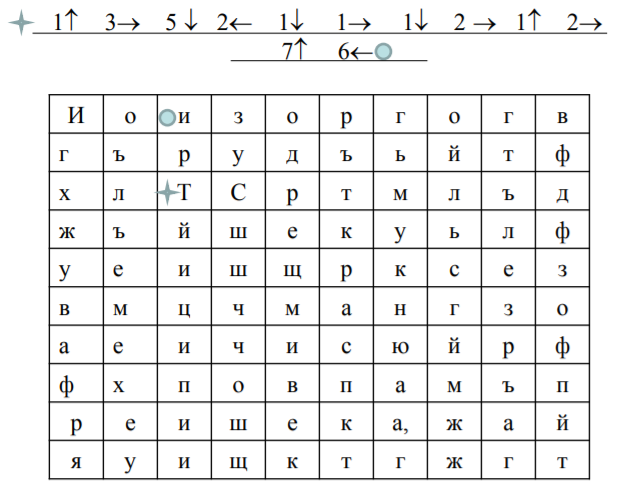 1↑ 3→ 5↓ 2← 1↓ 1→ 1↓ 2→ 1↑ 2→
7↑ 6←
И о и з о р г о г в
г ъ р у д ъ ь й т ф
х л Т С р т м л ъ д
ж ъ й ш е к у ь л ф
у е и ш щ р к с е з
в м ц ч м а н г з о
а е и ч и с ю й р ф
ф х п о в п а м ъ п
р е и ш е к а, ж а й
я у и щ к т г ж г т